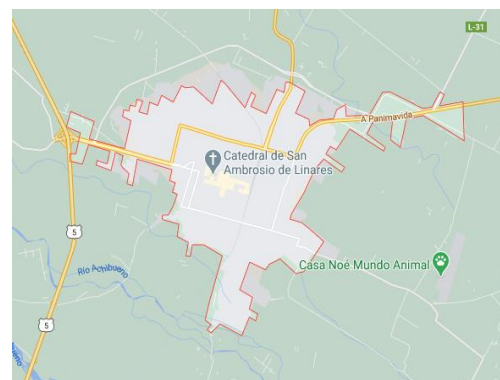 L-31
A Panimavida
Catedral de San
Ambrosio de Linares
5
Casa Noé Mundo Animal
Río Achibueno
5